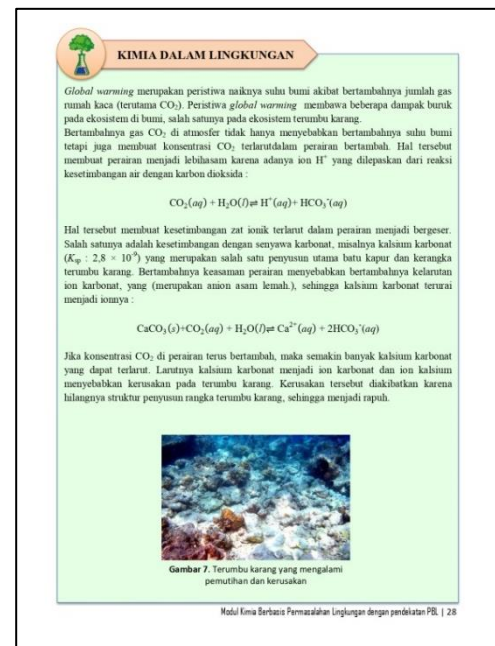 KIMIA DALAM LINGKUNGAN
Global warming merupakan peristiwa naiknya suhu bumi akibat bertambahnya jumlah gas
rumah kaca (terutama CO₂). Peristiwa global warming membawa beberapa dampak buruk
pada ekosistem di bumi, salah satunya pada ekosistem terumbu karang.
Bertambahnya gas CO₂ di atmosfer tidak hanya menyebabkan bertambahnya suhu bumi
tetapi juga membuat konsentrasi CO₂ terlarutdalam perairan bertambah. Hal tersebut
membuat perairan menjadi lebihasam karena adanya ion H⁺ yang dilepaskan dari reaksi
kesetimbangan air dengan karbon dioksida :
CO₂(aq) + H₂O(l)⇌ H⁺(aq)+ HCO₃⁻(aq)
Hal tersebut membuat kesetimbangan zat ionik terlarut dalam perairan menjadi bergeser.
Salah satunya adalah kesetimbangan dengan senyawa karbonat, misalnya kalsium karbonat
(Ksp : 2,8 × 10⁻⁹) yang merupakan salah satu penyusun utama batu kapur dan kerangka
terumbu karang. Bertambahnya keasaman perairan menyebabkan bertambahnya kelarutan
ion karbonat, yang (merupakan anion asam lemah.), sehingga kalsium karbonat terurai
menjadi ionnya :
CaCO₃(s)+CO₂(aq) + H₂O(l)⇌ Ca²⁺(aq) + 2HCO₃⁻(aq)
Jika konsentrasi CO₂ di perairan terus bertambah, maka semakin banyak kalsium karbonat
yang dapat terlarut. Larutnya kalsium karbonat menjadi ion karbonat dan ion kalsium
menyebabkan kerusakan pada terumbu karang. Kerusakan tersebut diakibatkan karena
hilangnya struktur penyusun rangka terumbu karang, sehingga menjadi rapuh.
Gambar 7. Terumbu karang yang mengalami
pemutihan dan kerusakan
Modul Kimia Berbasis Permasalahan Lingkungan dengan pendekatan PBL | 28